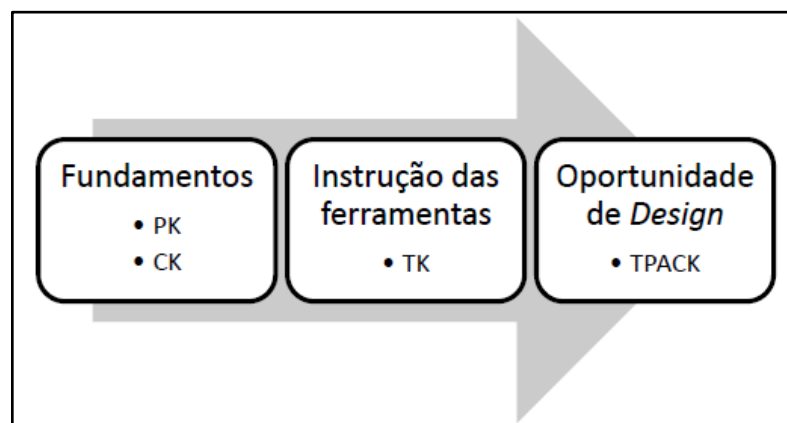 Fundamentos
• PK
• CK
Instrução das
ferramentas
• TK
Oportunidade
de Design
• TPACK